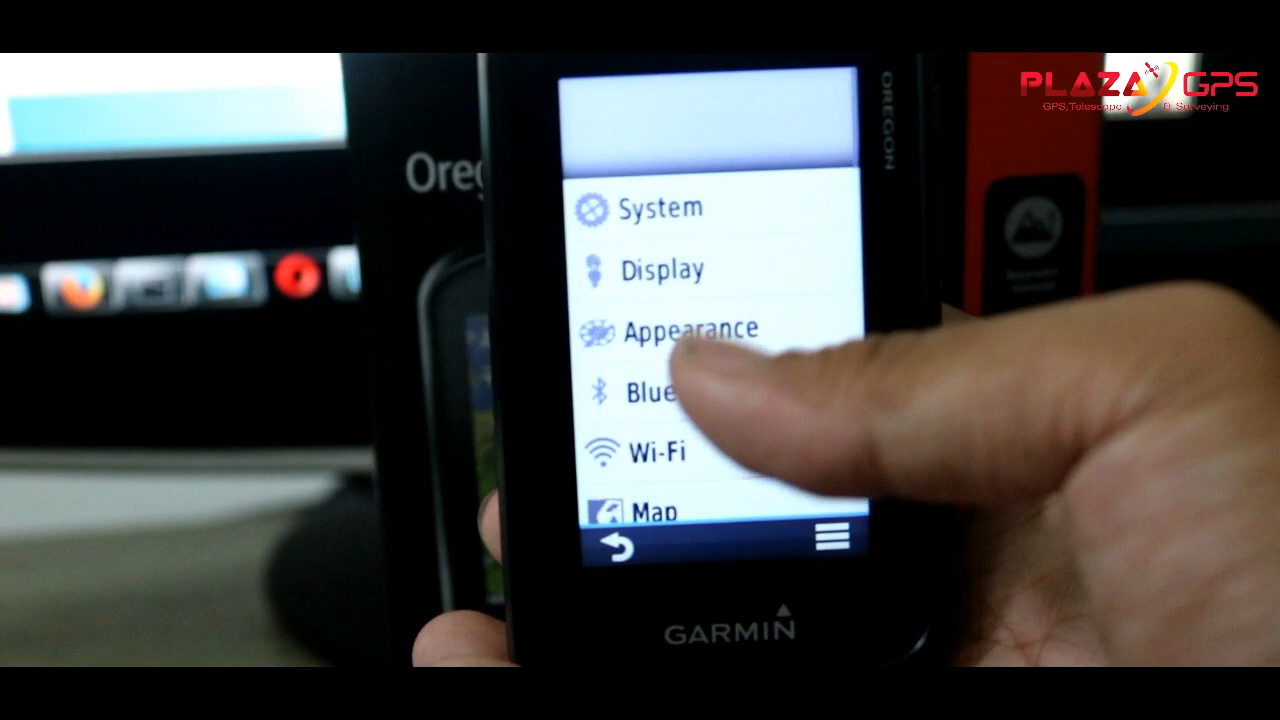 PLAZA GPS
GPS,Telescope & Surveying
OREGON
Oreg
System
Display
Appearance
Blue
Wi-Fi
Map
GARMIN